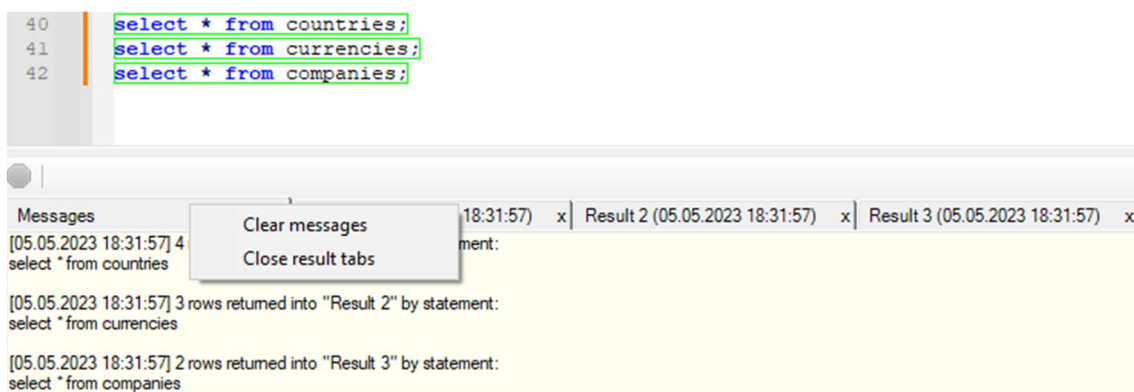 40 select * from countries;
41 select * from currencies;
42 select * from companies;
Messages 18:31:57) x Result 2 (05.05.2023 18:31:57) x Result 3 (05.05.2023 18:31:57) x
Clear messages
Close result tabs
[05.05.2023 18:31:57] 4 ment:
select * from countries
[05.05.2023 18:31:57] 3 rows returned into "Result 2" by statement:
select * from currencies
[05.05.2023 18:31:57] 2 rows returned into "Result 3" by statement:
select * from companies